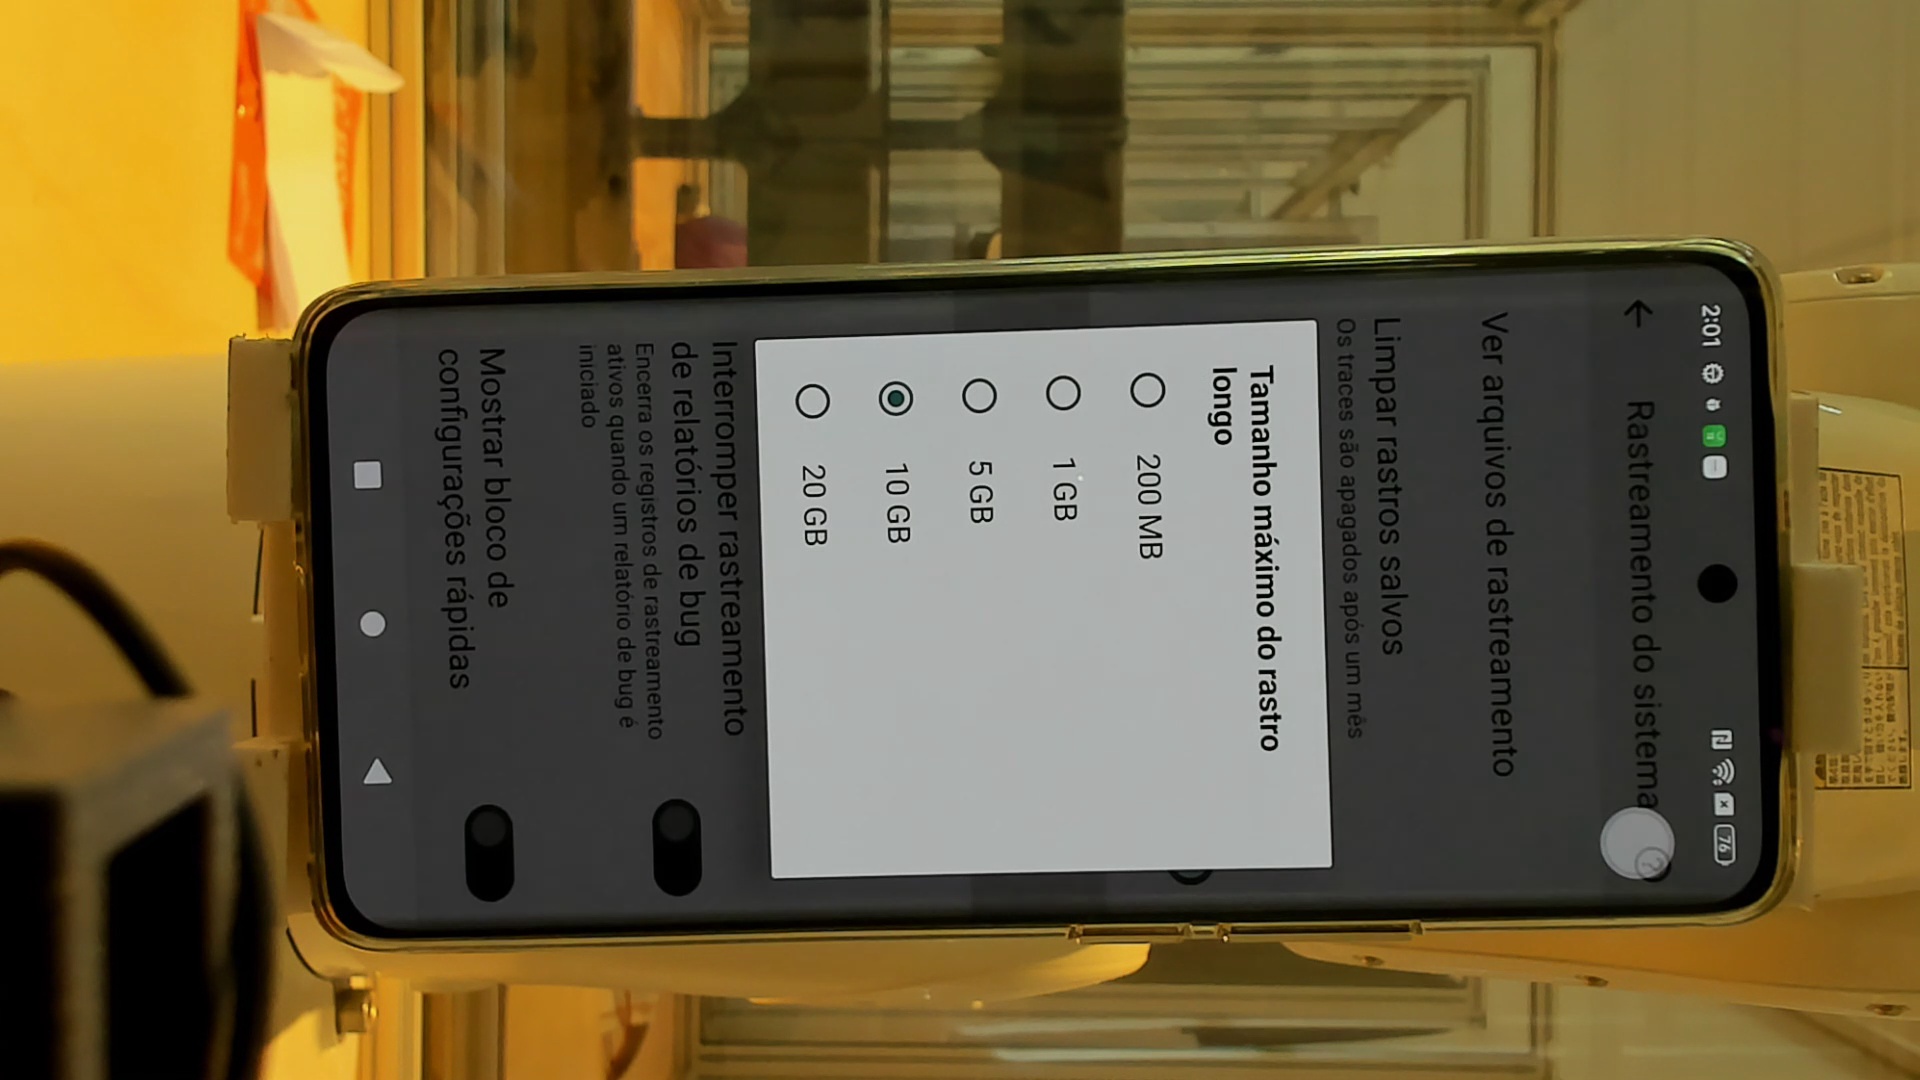 2:01
76
Rastreamento do sistema
Ver arquivos de rastreamento
Limpar rastros salvos
Os traces são apagados após um mês
Tamanho máximo do rastro
longo
200 MB
1 GB
5 GB
10 GB
20 GB
Interromper rastreamento
de relatórios de bug
Encerra os registros de rastreamento
ativos quando um relatório de bug é
iniciado
Mostrar bloco de
configurações rápidas